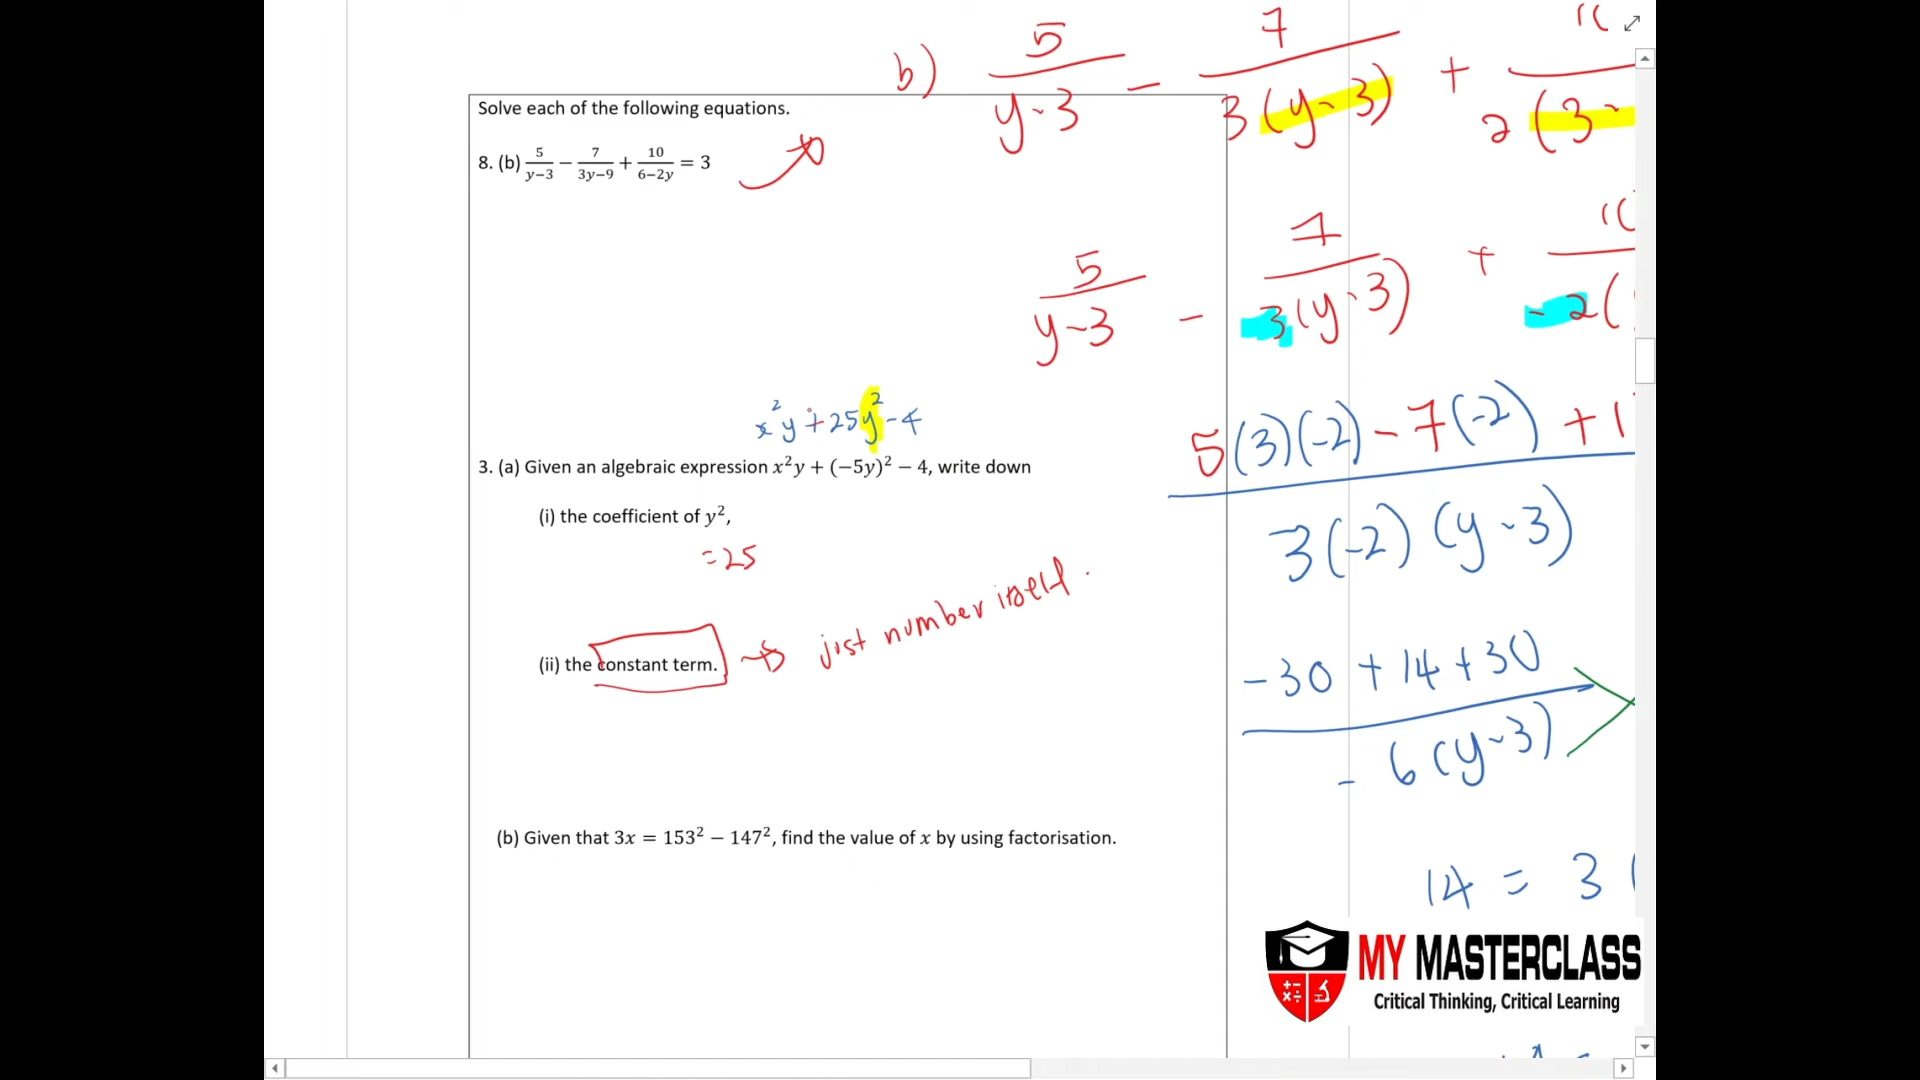 b) 5/(y-3) - 7/(3(y-3)) + 10/(2(3-
Solve each of the following equations.
8. (b) 5/(y−3) − 7/(3y−9) + 10/(6−2y) = 3
5/(y-3) - 7/(3(y-3)) + 10/(-2(
x²y + 25y² - 4
5(3)(-2) - 7(-2) + 1
3(-2)(y-3)
3. (a) Given an algebraic expression x²y + (−5y)² − 4, write down
(i) the coefficient of y²,
= 25
(ii) the constant term. → just number itself.
-30 + 14 + 30
-6(y-3)
(b) Given that 3x = 153² − 147², find the value of x by using factorisation.
14 = 3(
MY MASTERCLASS
Critical Thinking, Critical Learning